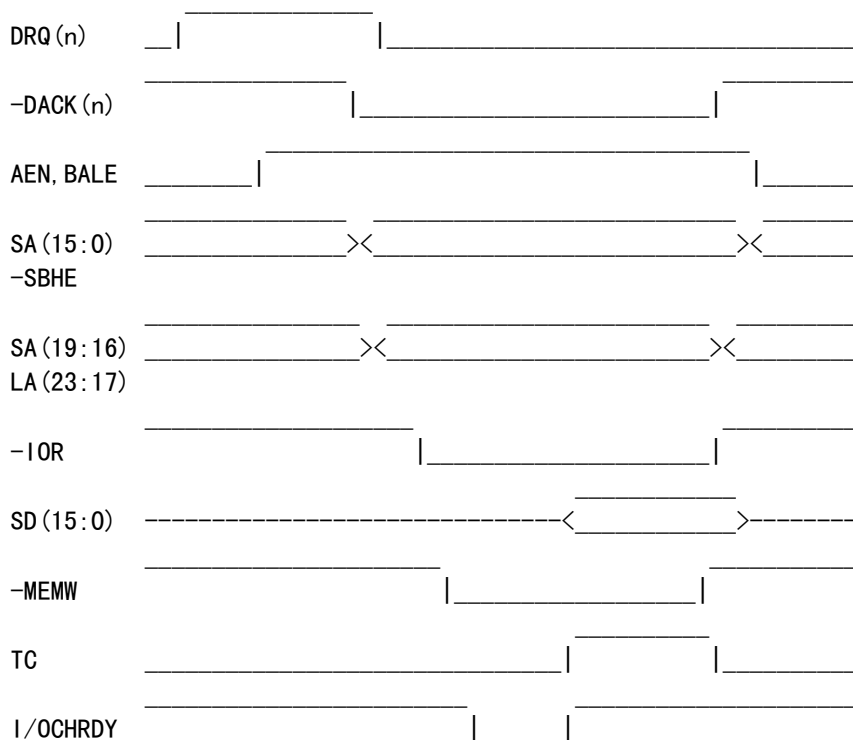 DRQ(n)
-DACK(n)
AEN,BALE
SA(15:0)
-SBHE
SA(19:16)
LA(23:17)
-IOR
SD(15:0)
-MEMW
TC
I/OCHRDY